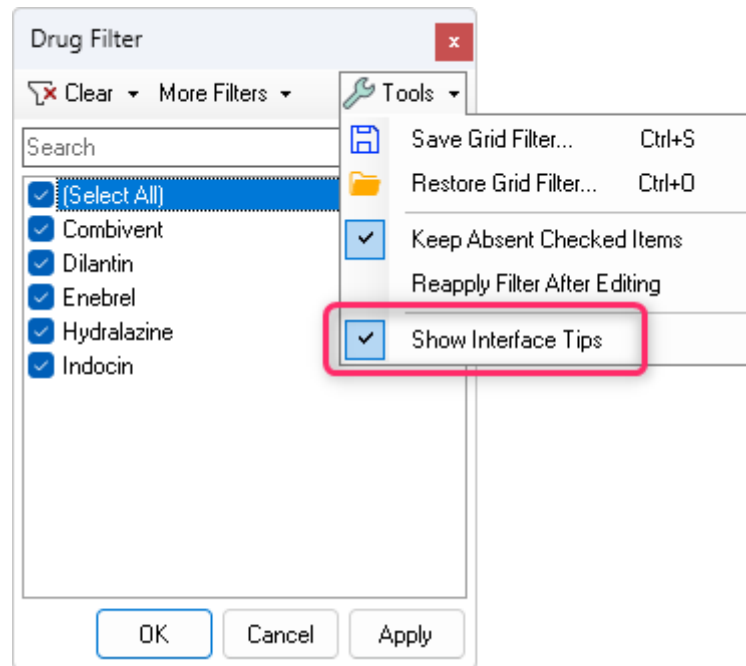 Drug Filter
x
Clear More Filters Tools
Search
(Select All)
Combivent
Dilantin
Enebrel
Hydralazine
Indocin
Save Grid Filter... Ctrl+S
Restore Grid Filter... Ctrl+O
Keep Absent Checked Items
Reapply Filter After Editing
Show Interface Tips
OK Cancel Apply